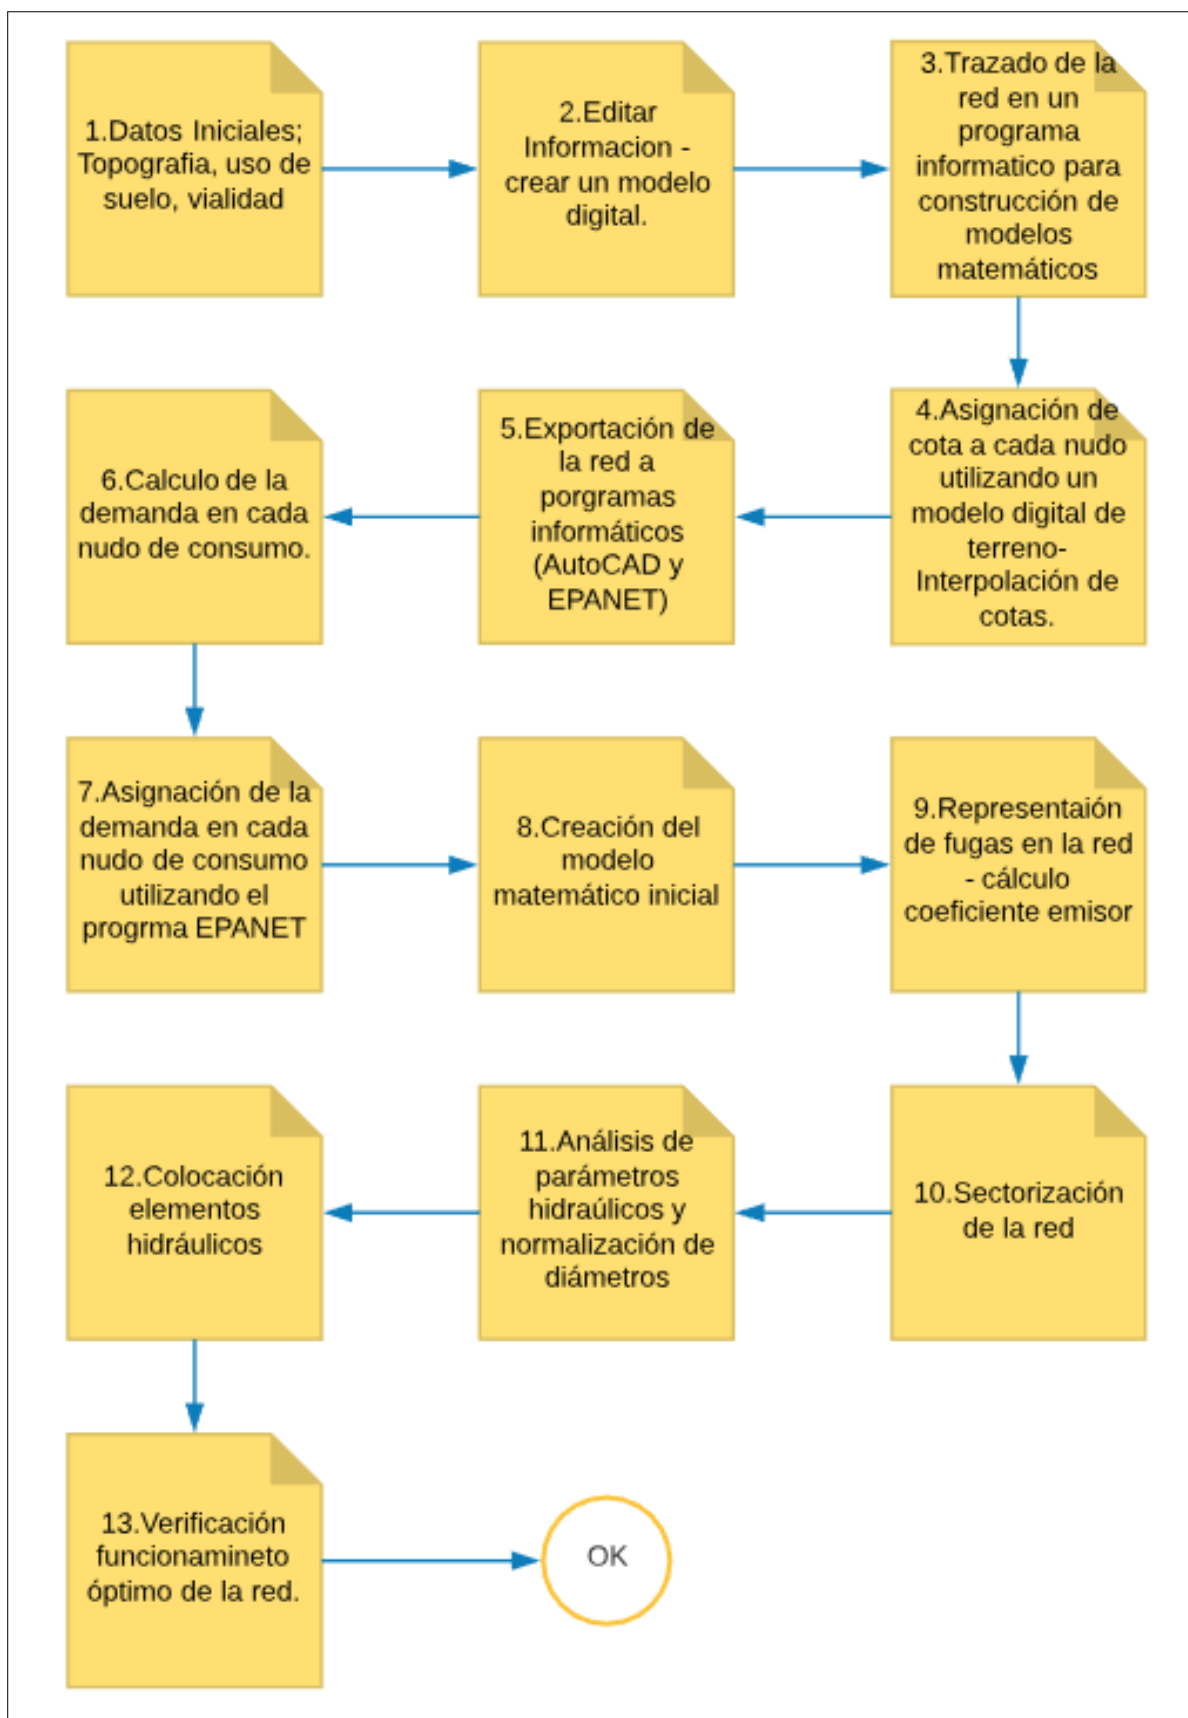 1.Datos Iniciales;
Topografia, uso de
suelo, vialidad
2.Editar
Informacion -
crear un modelo
digital.
3.Trazado de la
red en un
programa
informatico para
construcción de
modelos
matemáticos
4.Asignación de
cota a cada nudo
utilizando un
modelo digital de
terreno-
Interpolación de
cotas.
5.Exportación de
la red a
porgramas
informáticos
(AutoCAD y
EPANET)
6.Calculo de la
demanda en cada
nudo de consumo.
7.Asignación de la
demanda en cada
nudo de consumo
utilizando el
progrma EPANET
8.Creación del
modelo
matemático inicial
9.Representaión
de fugas en la red
- cálculo
coeficiente emisor
10.Sectorización
de la red
11.Análisis de
parámetros
hidraúlicos y
normalización de
diámetros
12.Colocación
elementos
hidráulicos
13.Verificación
funcionamineto
óptimo de la red.
OK